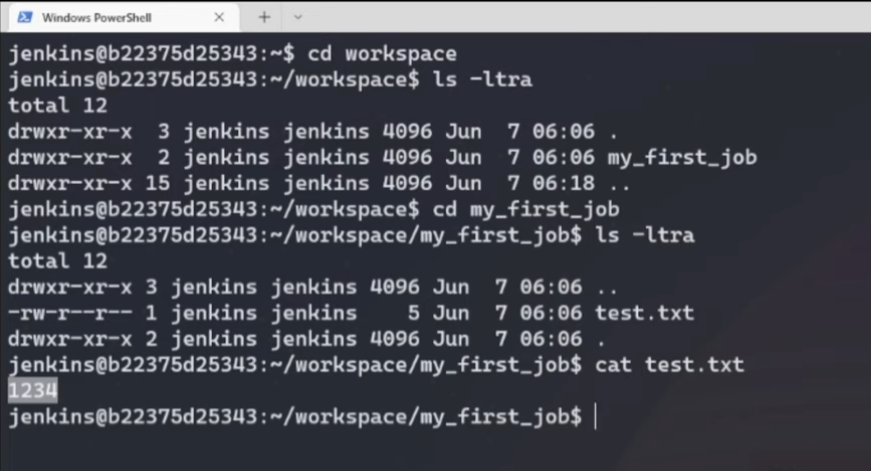 Windows PowerShell
jenkins@b22375d25343:~$ cd workspace
jenkins@b22375d25343:~/workspace$ ls -ltra
total 12
drwxr-xr-x  3 jenkins jenkins 4096 Jun  7 06:06 .
drwxr-xr-x  2 jenkins jenkins 4096 Jun  7 06:06 my_first_job
drwxr-xr-x 15 jenkins jenkins 4096 Jun  7 06:18 ..
jenkins@b22375d25343:~/workspace$ cd my_first_job
jenkins@b22375d25343:~/workspace/my_first_job$ ls -ltra
total 12
drwxr-xr-x 3 jenkins jenkins 4096 Jun  7 06:06 ..
-rw-r--r-- 1 jenkins jenkins    5 Jun  7 06:06 test.txt
drwxr-xr-x 2 jenkins jenkins 4096 Jun  7 06:06 .
jenkins@b22375d25343:~/workspace/my_first_job$ cat test.txt
1234
jenkins@b22375d25343:~/workspace/my_first_job$